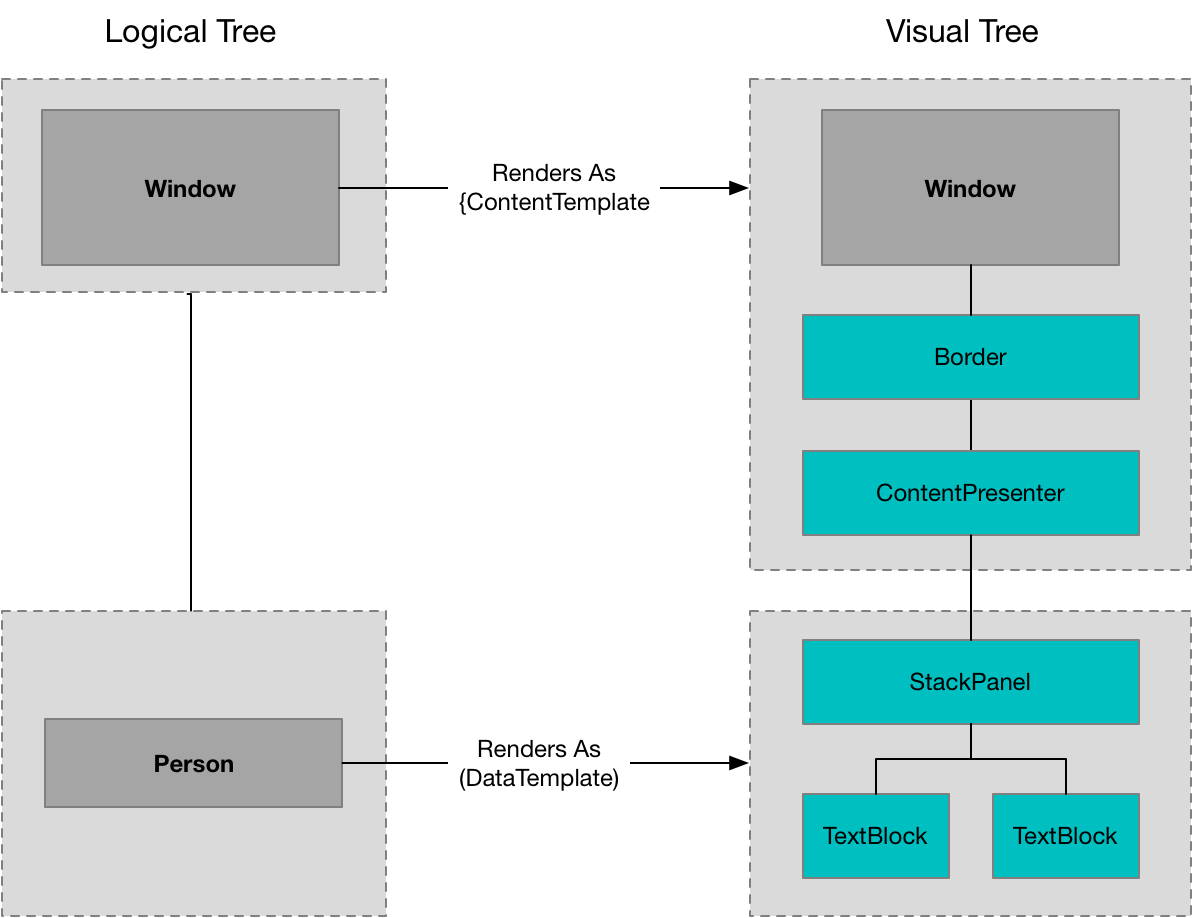 Logical Tree
Visual Tree
Window
Renders As
{ContentTemplate
Window
Border
ContentPresenter
StackPanel
Person
Renders As
(DataTemplate)
TextBlock
TextBlock